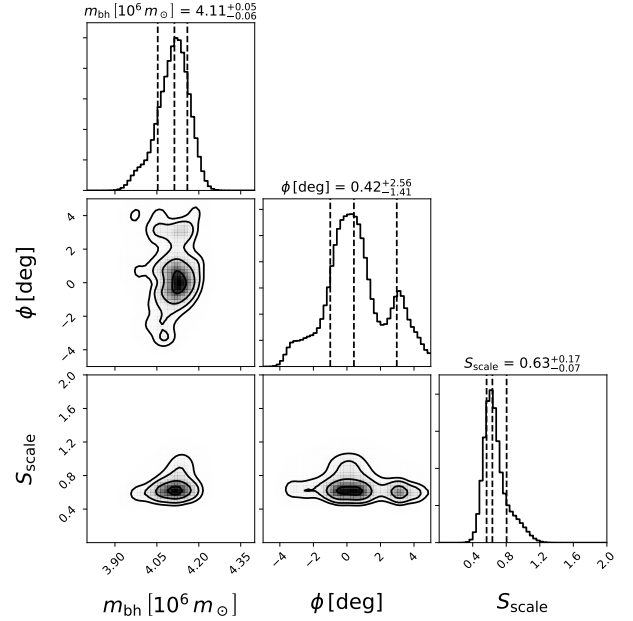 m_bh [10^6 m_⊙] = 4.11^{+0.05}_{−0.06}
ϕ [deg] = 0.42^{+2.56}_{−1.41}
4
2
0
−2
−4
ϕ [deg]
S_scale = 0.63^{+0.17}_{−0.07}
2.0
1.6
1.2
0.8
0.4
S_scale
3.90 4.05 4.20 4.35
−4 −2 0 2 4
0.4 0.8 1.2 1.6 2.0
m_bh [10^6 m_⊙]
ϕ [deg]
S_scale